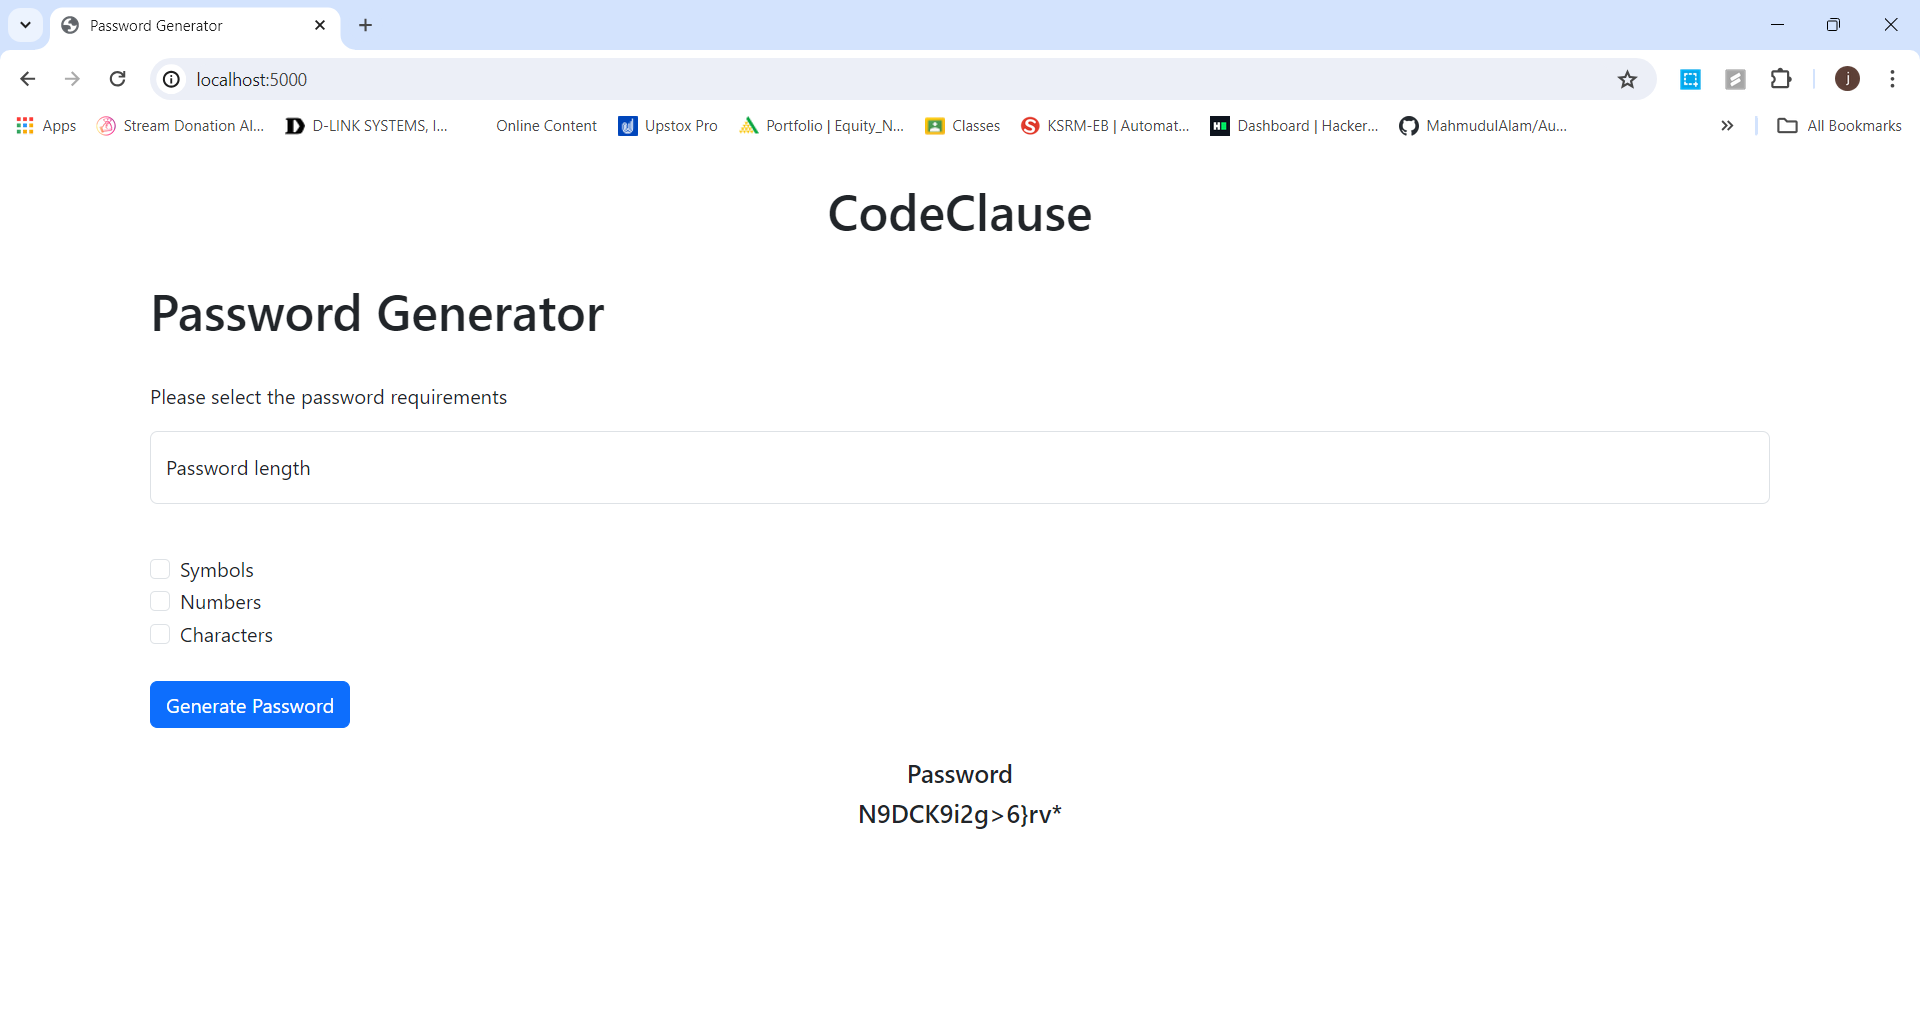 Password Generator
localhost:5000
j
Apps
Stream Donation Al...
D-LINK SYSTEMS, I...
Online Content
Upstox Pro
Portfolio | Equity_N...
Classes
KSRM-EB | Automat...
Dashboard | Hacker...
MahmudulAlam/Au...
All Bookmarks
CodeClause
Password Generator
Please select the password requirements
Password length
Symbols
Numbers
Characters
Generate Password
Password
N9DCK9i2g>6}rv*